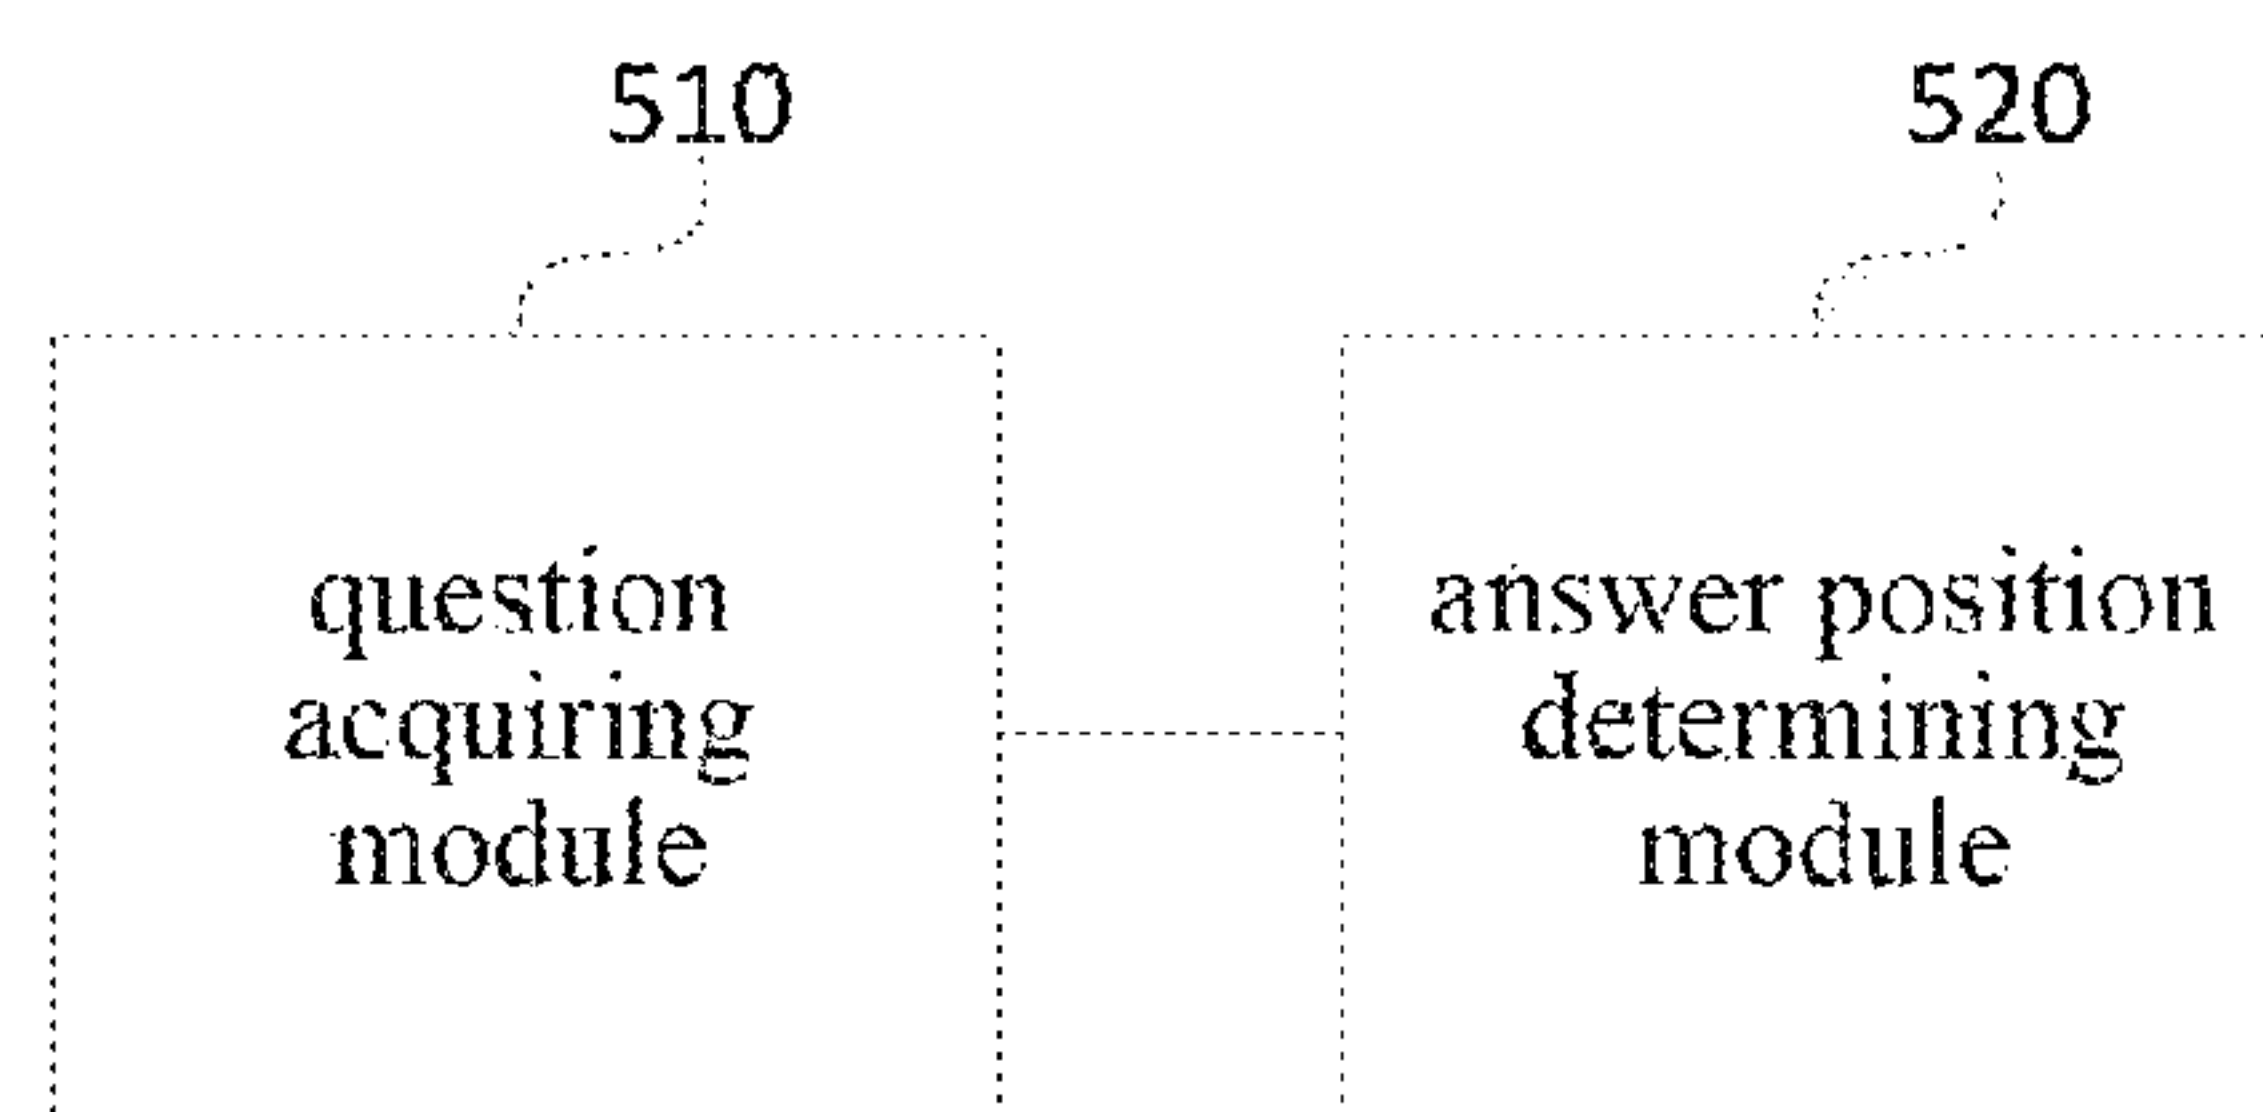 510
520
question
acquiring
module
answer position
determining
module